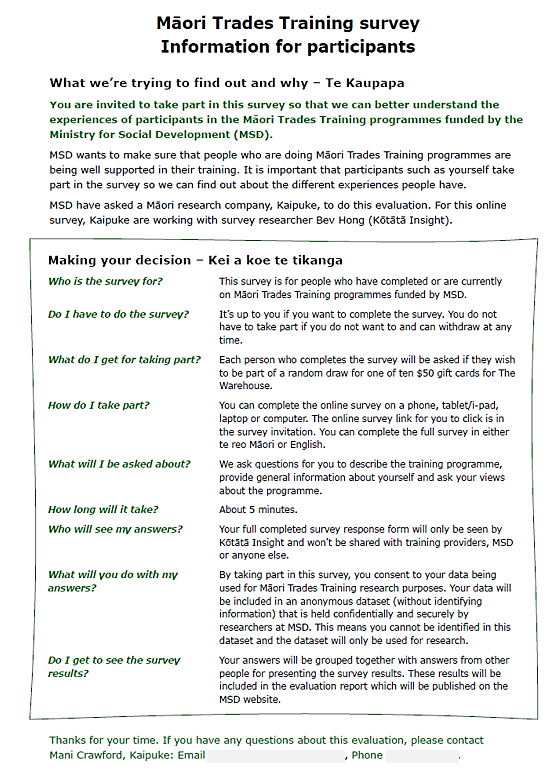 Māori Trades Training survey
Information for participants
What we’re trying to find out and why – Te Kaupapa
You are invited to take part in this survey so that we can better understand the
experiences of participants in the Māori Trades Training programmes funded by the
Ministry for Social Development (MSD).
MSD wants to make sure that people who are doing Māori Trades Training programmes are
being well supported in their training. It is important that participants such as yourself take
part in the survey so we can find out about the different experiences people have.
MSD have asked a Māori research company, Kaipuke, to do this evaluation. For this online
survey, Kaipuke are working with survey researcher Bev Hong (Kōtātā Insight).
Making your decision – Kei a koe te tikanga
Who is the survey for?
This survey is for people who have completed or are currently
on Māori Trades Training programmes funded by MSD.
Do I have to do the survey?
It’s up to you if you want to complete the survey. You do not
have to take part if you do not want to and can withdraw at any
time.
What do I get for taking part?
Each person who completes the survey will be asked if they wish
to be part of a random draw for one of ten $50 gift cards for The
Warehouse.
How do I take part?
You can complete the online survey on a phone, tablet/i-pad,
laptop or computer. The online survey link for you to click is in
the survey invitation. You can complete the full survey in either
te reo Māori or English.
What will I be asked about?
We ask questions for you to describe the training programme,
provide general information about yourself and ask your views
about the programme.
How long will it take?
About 5 minutes.
Who will see my answers?
Your full completed survey response form will only be seen by
Kōtātā Insight and won’t be shared with training providers, MSD
or anyone else.
What will you do with my
answers?
By taking part in this survey, you consent to your data being
used for Māori Trades Training research purposes. Your data will
be included in an anonymous dataset (without identifying
information) that is held confidentially and securely by
researchers at MSD. This means you cannot be identified in this
dataset and the dataset will only be used for research.
Do I get to see the survey
results?
Your answers will be grouped together with answers from other
people for presenting the survey results. These results will be
included in the evaluation report which will be published on the
MSD website.
Thanks for your time. If you have any questions about this evaluation, please contact
Mani Crawford, Kaipuke: Email , Phone .